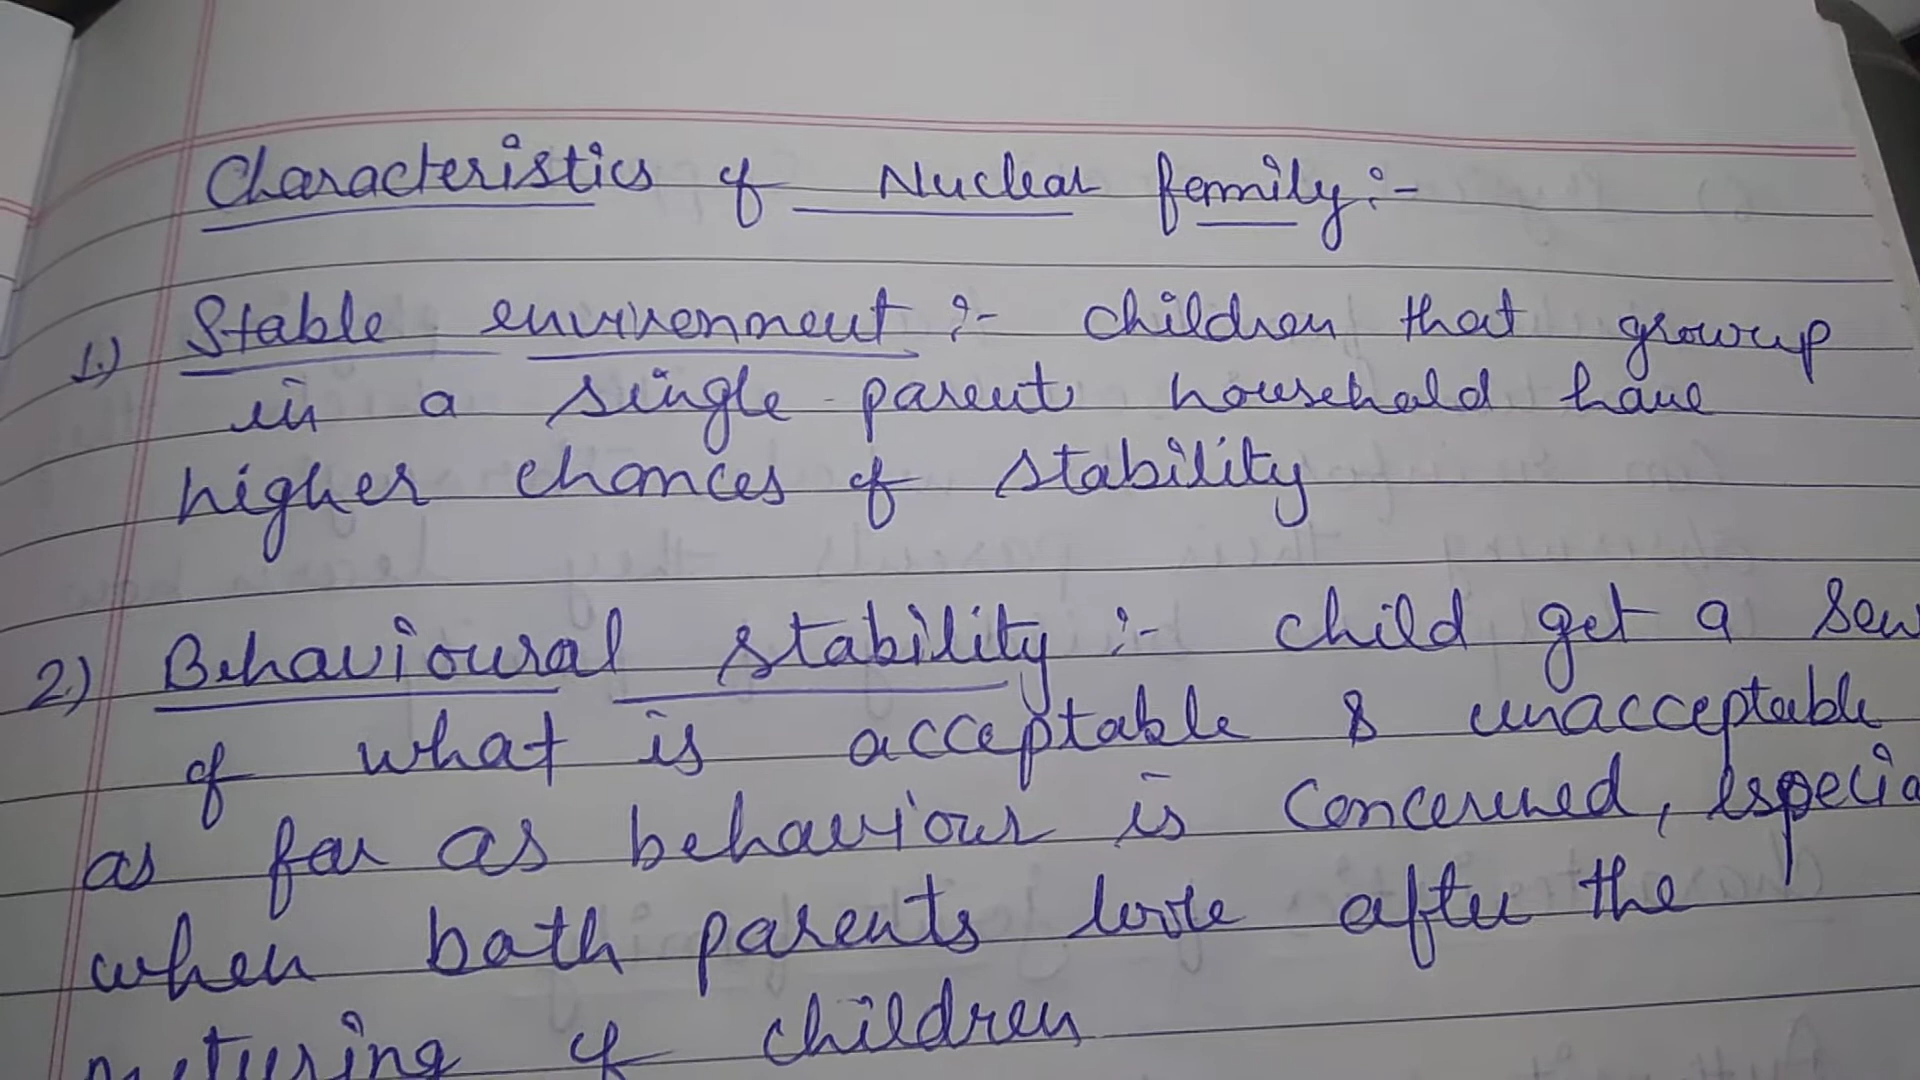 Characteristics of Nuclear family :-
1.) Stable environment :- children that growup
in a single parent household have
higher chances of stability
2.) Behavioural stability :- child get a
of what is acceptable & unacceptable
as far as behaviour is concerned,
when both parents after the
of children